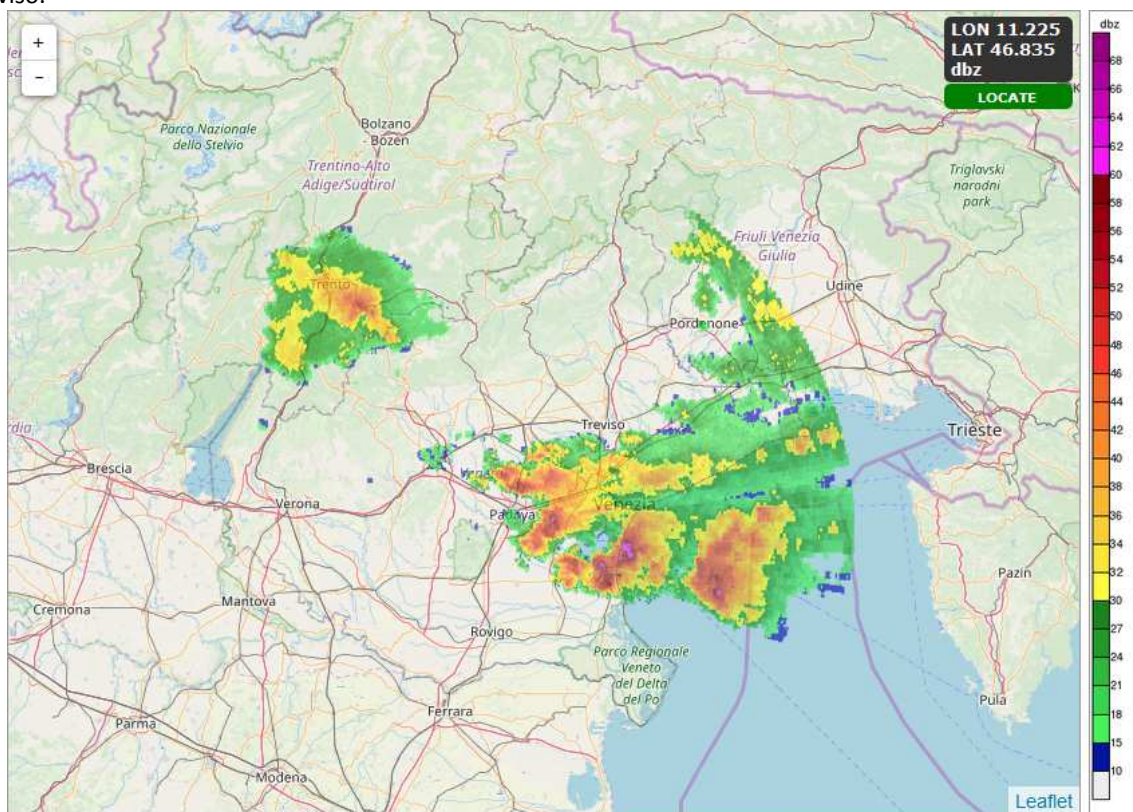 viso.
+
−
LON 11.225
LAT 46.835
dbz
LOCATE
dbz
68
66
64
62
60
58
56
54
52
50
48
46
44
42
40
38
36
34
32
30
27
24
21
18
15
10
Bolzano
- Bozen
Parco Nazionale
dello Stelvio
Trentino-Alto
Adige/Südtirol
Triglavski
narodni
park
Friuli Venezia
Giulia
Trento
Udine
Pordenone
Treviso
Trieste
rdia
Brescia
Verona
Padova
Venezia
Pazin
Cremona
Mantova
Rovigo
Parco Regionale
Veneto
del Delta
del Po
Pula
Parma
Ferrara
Modena
Leaflet